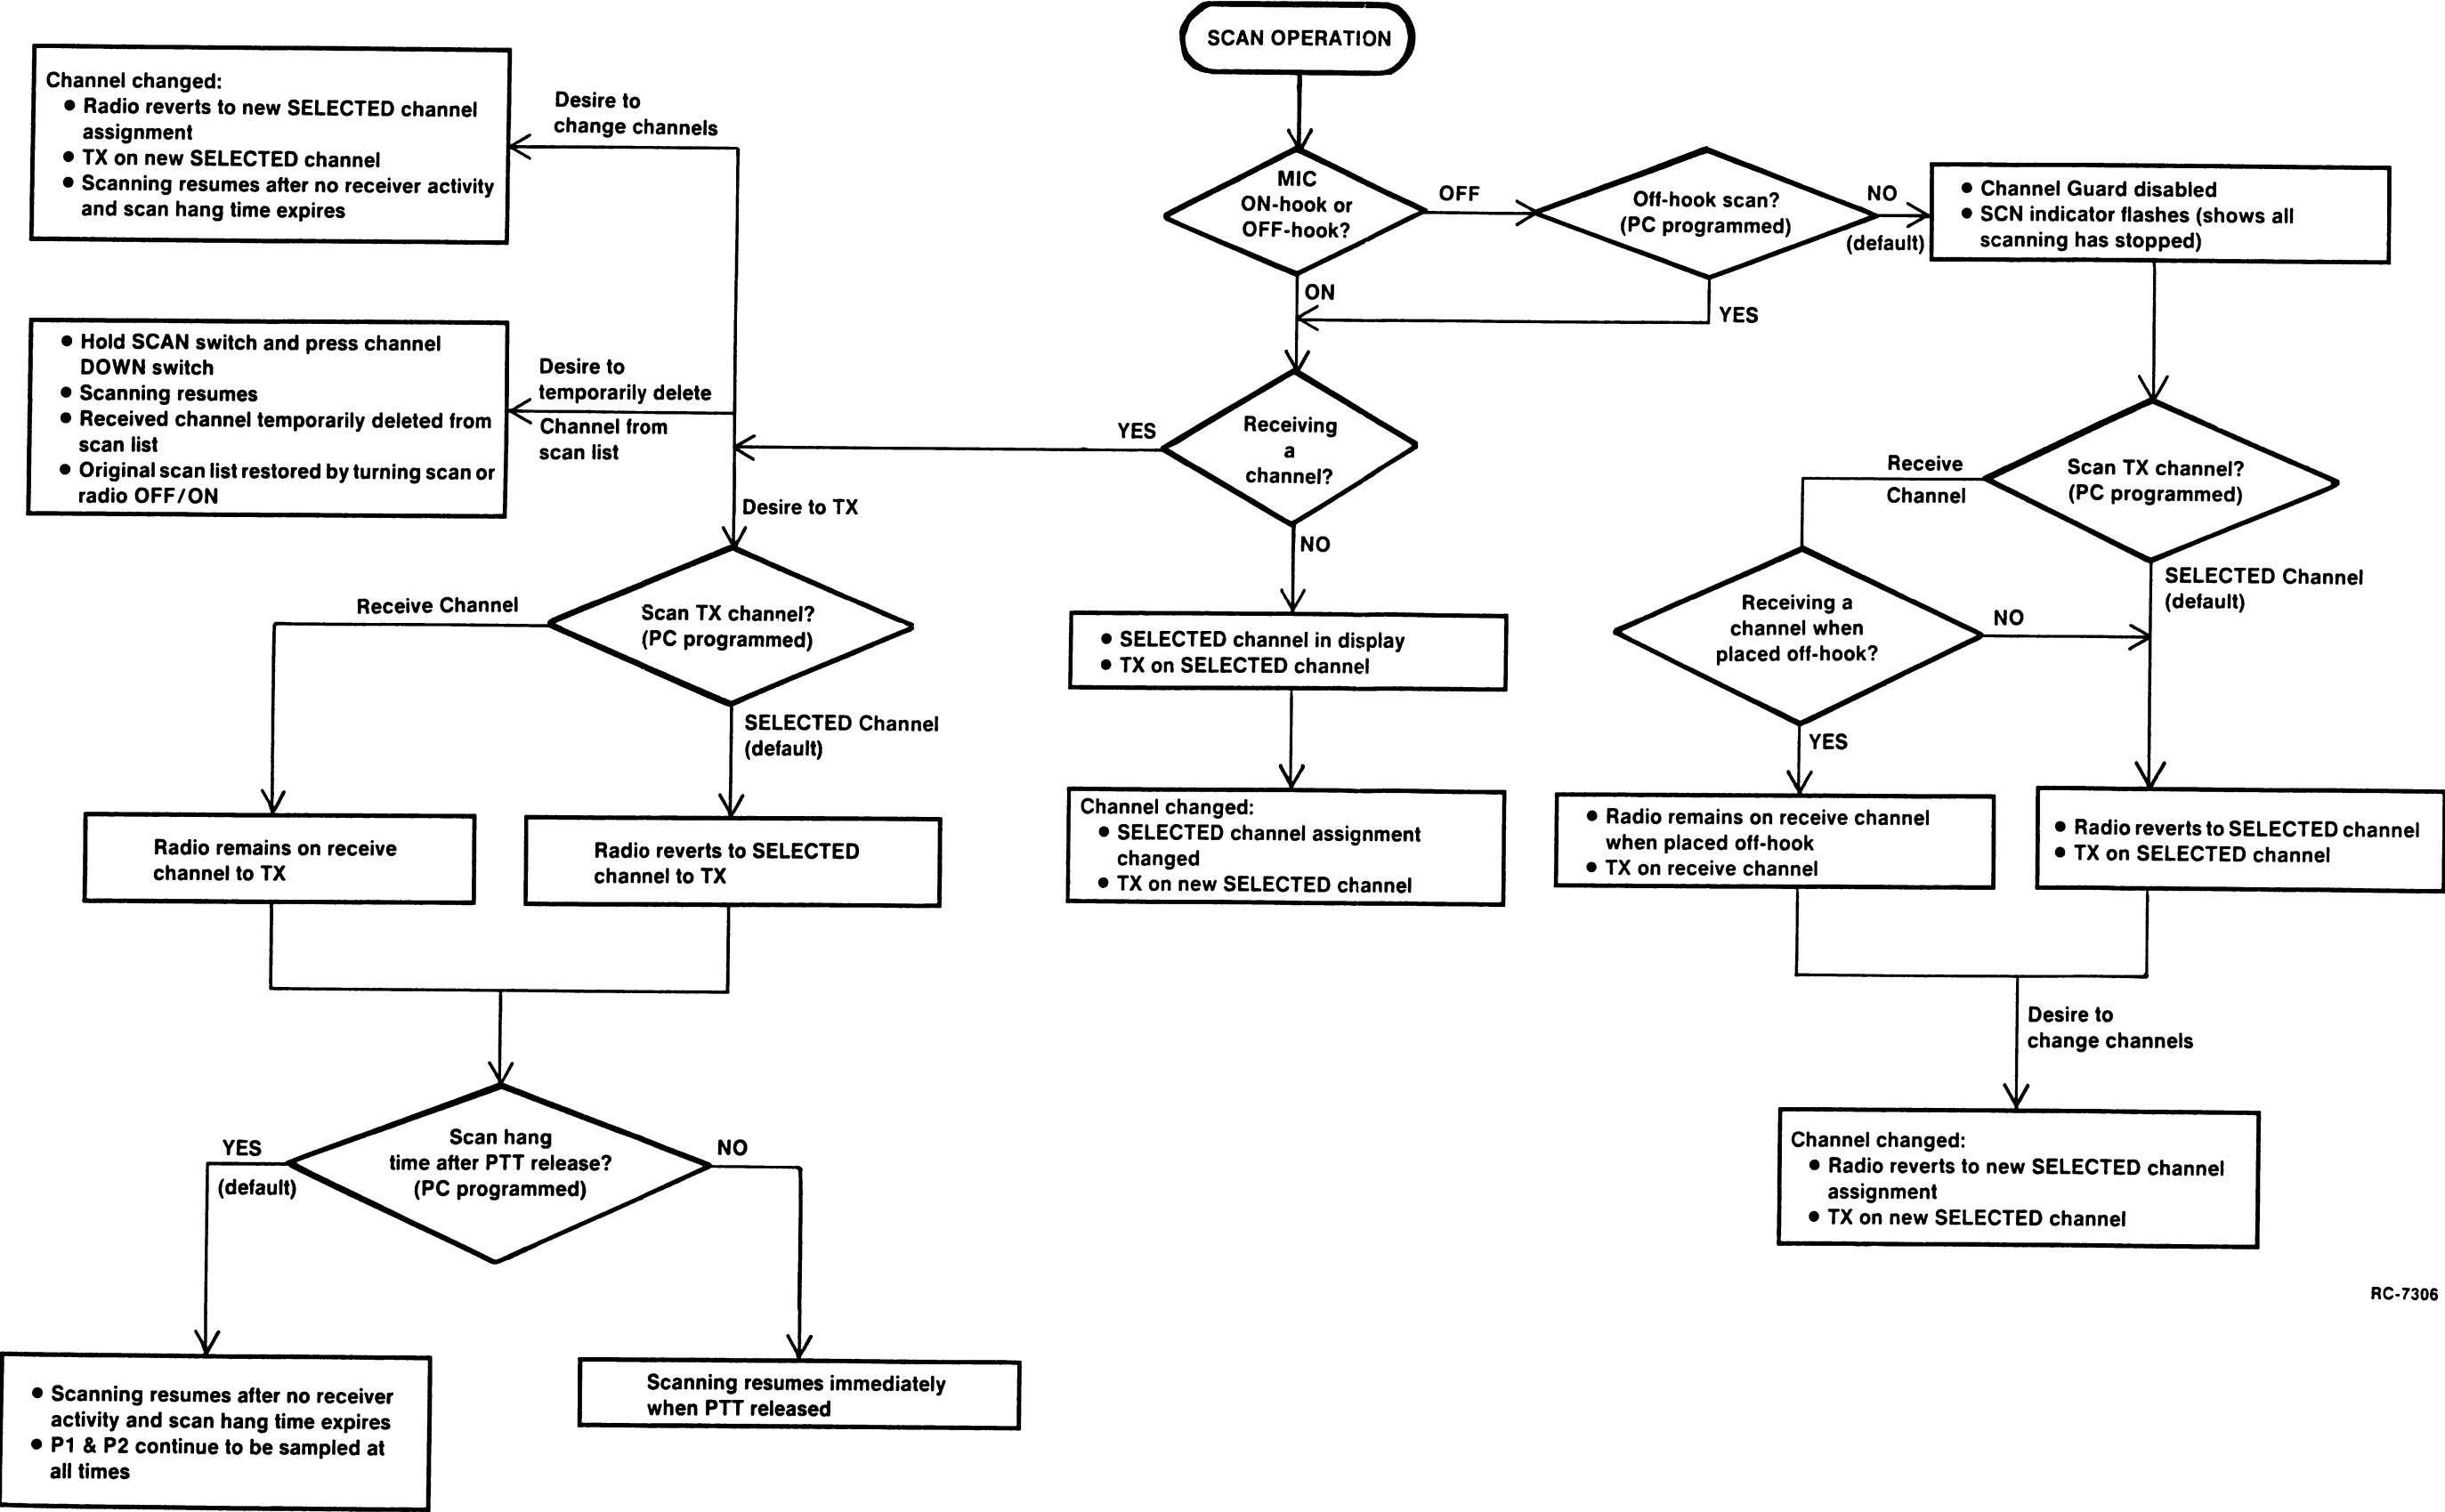 SCAN OPERATION
Channel changed:
● Radio reverts to new SELECTED channel
assignment
● TX on new SELECTED channel
● Scanning resumes after no receiver activity
and scan hang time expires
Desire to
change channels
MIC
ON-hook or
OFF-hook?
OFF
ON
Off-hook scan?
(PC programmed)
NO
(default)
YES
● Channel Guard disabled
● SCN indicator flashes (shows all
scanning has stopped)
● Hold SCAN switch and press channel
DOWN switch
● Scanning resumes
● Received channel temporarily deleted from
scan list
● Original scan list restored by turning scan or
radio OFF/ON
Desire to
temporarily delete
Channel from
scan list
YES
Receiving
a
channel?
NO
Desire to TX
Receive
Channel
Scan TX channel?
(PC programmed)
SELECTED Channel
(default)
Receive Channel
Scan TX channel?
(PC programmed)
SELECTED Channel
(default)
● SELECTED channel in display
● TX on SELECTED channel
Receiving a
channel when
placed off-hook?
NO
YES
Radio remains on receive
channel to TX
Radio reverts to SELECTED
channel to TX
Channel changed:
● SELECTED channel assignment
changed
● TX on new SELECTED channel
● Radio remains on receive channel
when placed off-hook
● TX on receive channel
● Radio reverts to SELECTED channel
● TX on SELECTED channel
Desire to
change channels
YES
(default)
Scan hang
time after PTT release?
(PC programmed)
NO
Channel changed:
● Radio reverts to new SELECTED channel
assignment
● TX on new SELECTED channel
RC-7306
● Scanning resumes after no receiver
activity and scan hang time expires
● P1 & P2 continue to be sampled at
all times
Scanning resumes immediately
when PTT released